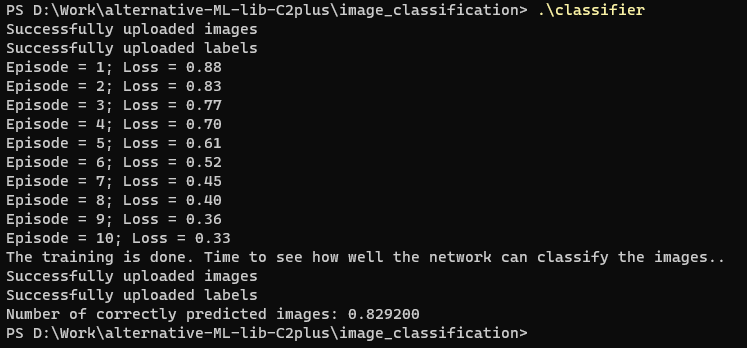 PS D:\Work\alternative-ML-lib-C2plus\image_classification> .\classifier
Successfully uploaded images
Successfully uploaded labels
Episode = 1; Loss = 0.88
Episode = 2; Loss = 0.83
Episode = 3; Loss = 0.77
Episode = 4; Loss = 0.70
Episode = 5; Loss = 0.61
Episode = 6; Loss = 0.52
Episode = 7; Loss = 0.45
Episode = 8; Loss = 0.40
Episode = 9; Loss = 0.36
Episode = 10; Loss = 0.33
The training is done. Time to see how well the network can classify the images..
Successfully uploaded images
Successfully uploaded labels
Number of correctly predicted images: 0.829200
PS D:\Work\alternative-ML-lib-C2plus\image_classification>